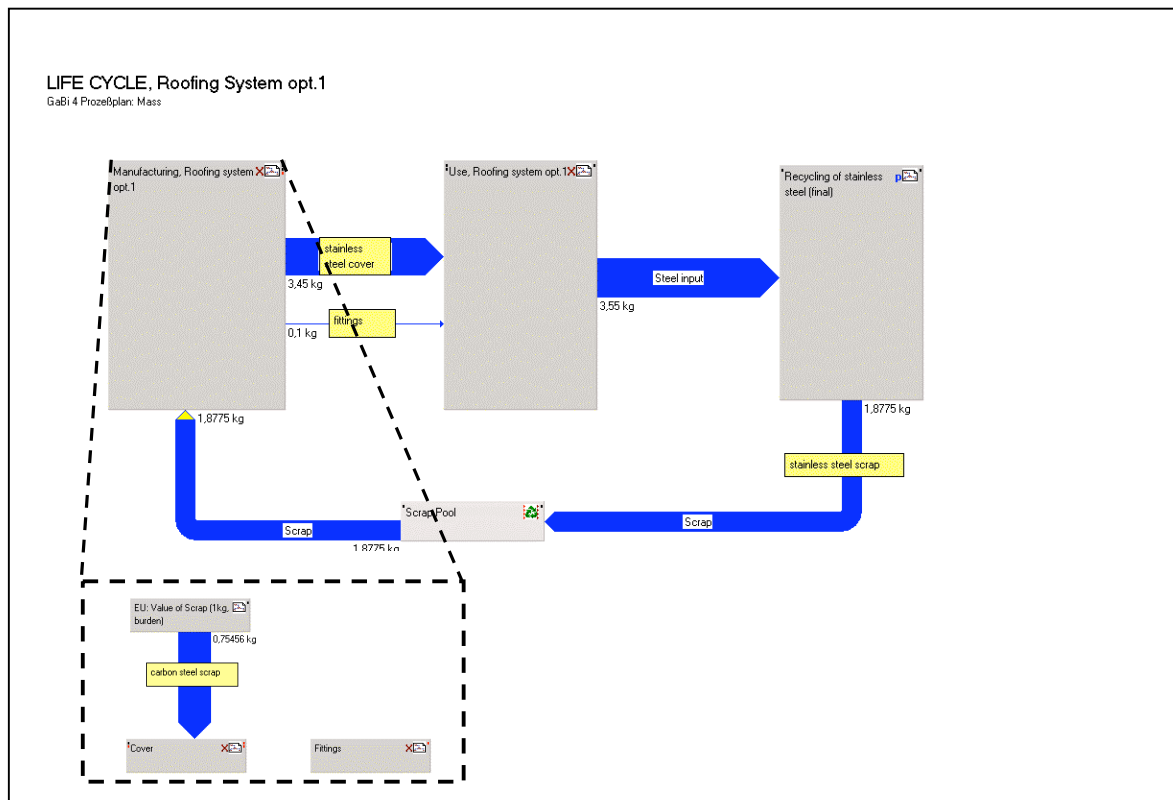 LIFE CYCLE, Roofing System opt.1
GaBi 4 Prozeßplan: Mass
Manufacturing, Roofing system
opt.1
Use, Roofing system opt.1
Recycling of stainless
steel (final)
p
stainless
steel cover
3,45 kg
Steel input
3,55 kg
fittings
0,1 kg
1,8775 kg
1,8775 kg
stainless steel scrap
Scrap Pool
Scrap
Scrap
1,8775 kg
EU: Value of Scrap (1kg,
burden)
0,75456 kg
carbon steel scrap
Cover
Fittings